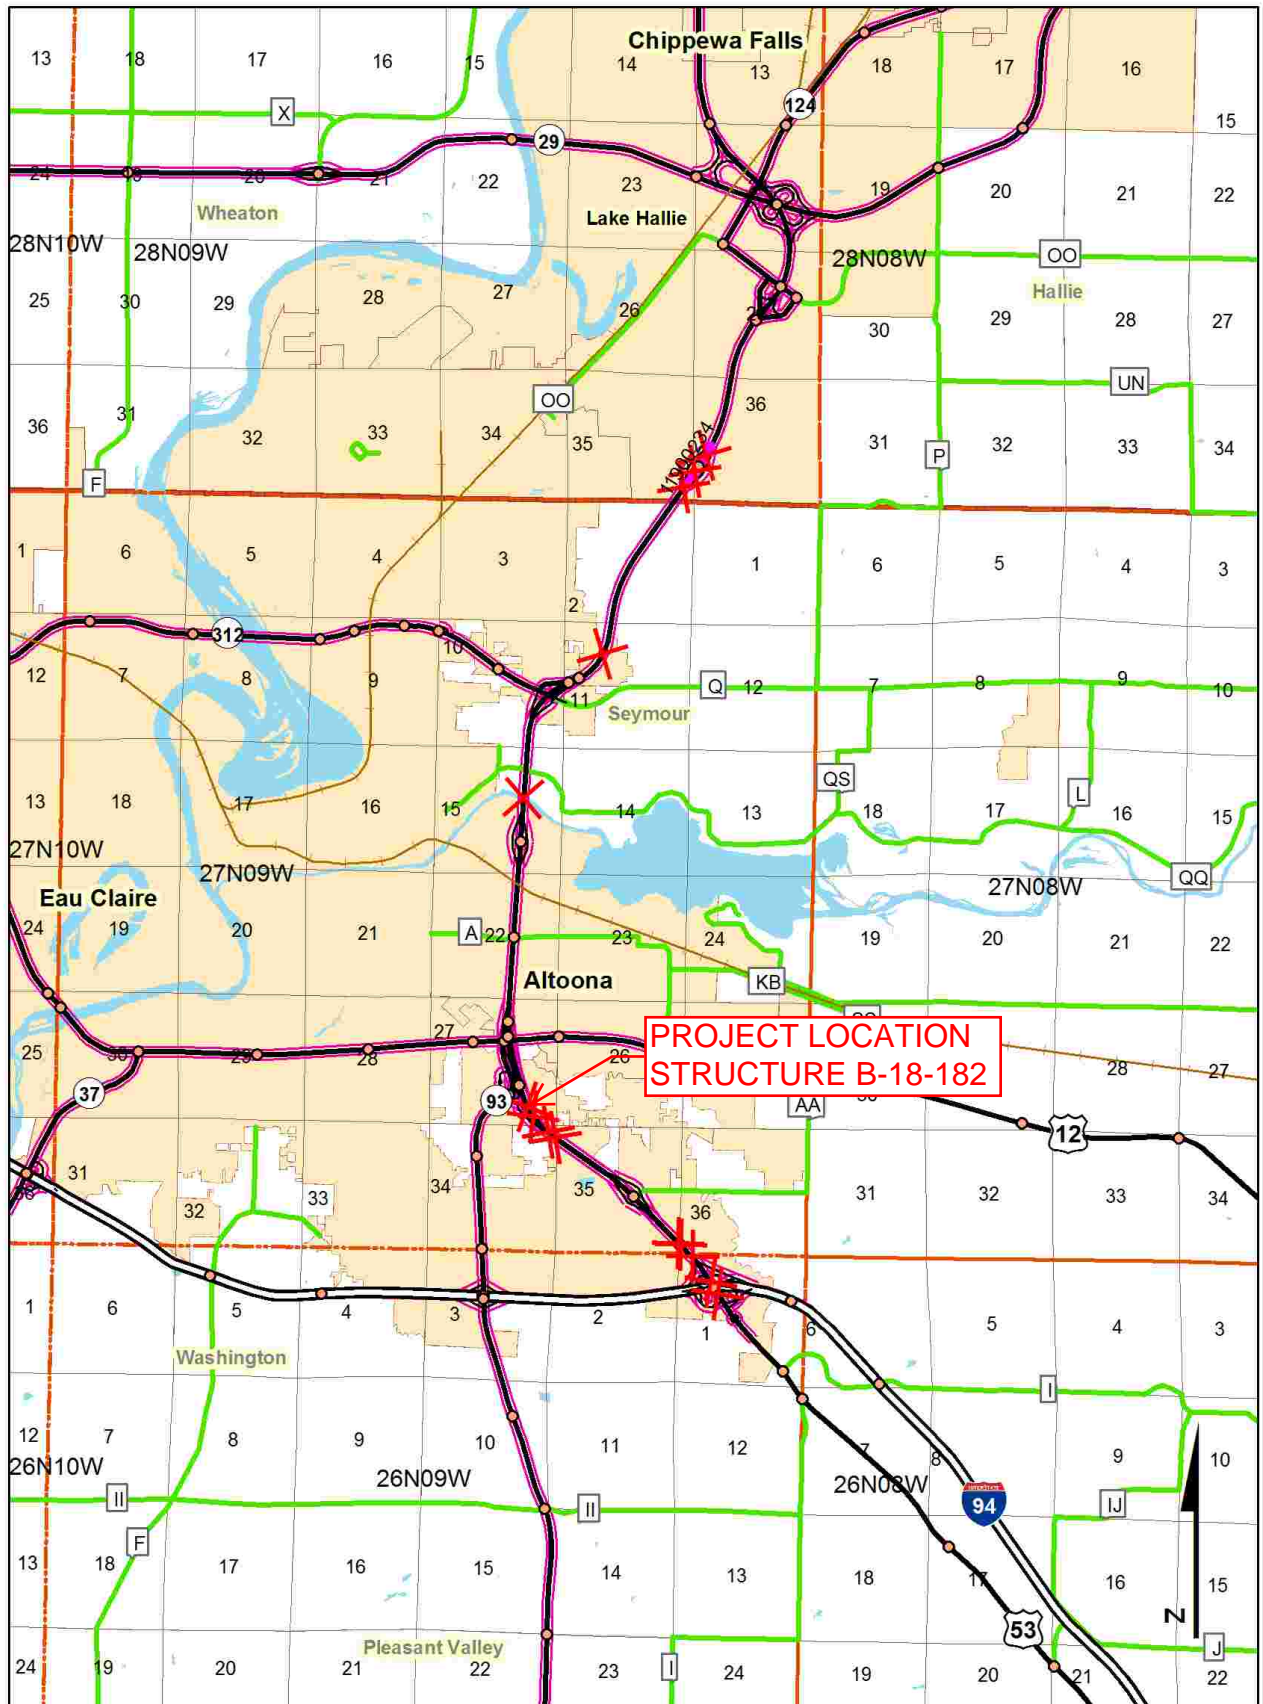 Chippewa Falls
13 18 17 16 15 14 13 18 17 16
124
X
15
29
24 20 21 22 23 19 20 21 22
Wheaton
Lake Hallie
28N10W 28N09W 28N08W
OO
Hallie
25 30 29 28 27 26 30 29 28 27
UN
OO
36 31 32 33 34 35 36 31 32 33 34
P
F
1 6 5 4 3 2 1 6 5 4 3
312
12 7 8 9 10 11 12 7 8 9 10
Q
Seymour
QS
L
13 18 17 16 15 14 13 18 17 16 15
27N10W
27N09W
27N08W
QQ
Eau Claire
24 19 20 21 22 23 24 19 20 21 22
A
Altoona
KB
PROJECT LOCATION
STRUCTURE B-18-182
25 30 29 28 27 26 28 27
37
93
AA
12
31 32 33 34 35 36 31 32 33 34
1 6 5 4 3 2 1 6 5 4 3
Washington
I
12 7 8 9 10 11 12 7 8 9 10
26N10W
26N09W
26N08W
II
II
94
IJ
F
13 18 17 16 15 14 13 18 17 16 15
N
53
Pleasant Valley
J
24 19 20 21 22 23 24 19 20 21 22
I